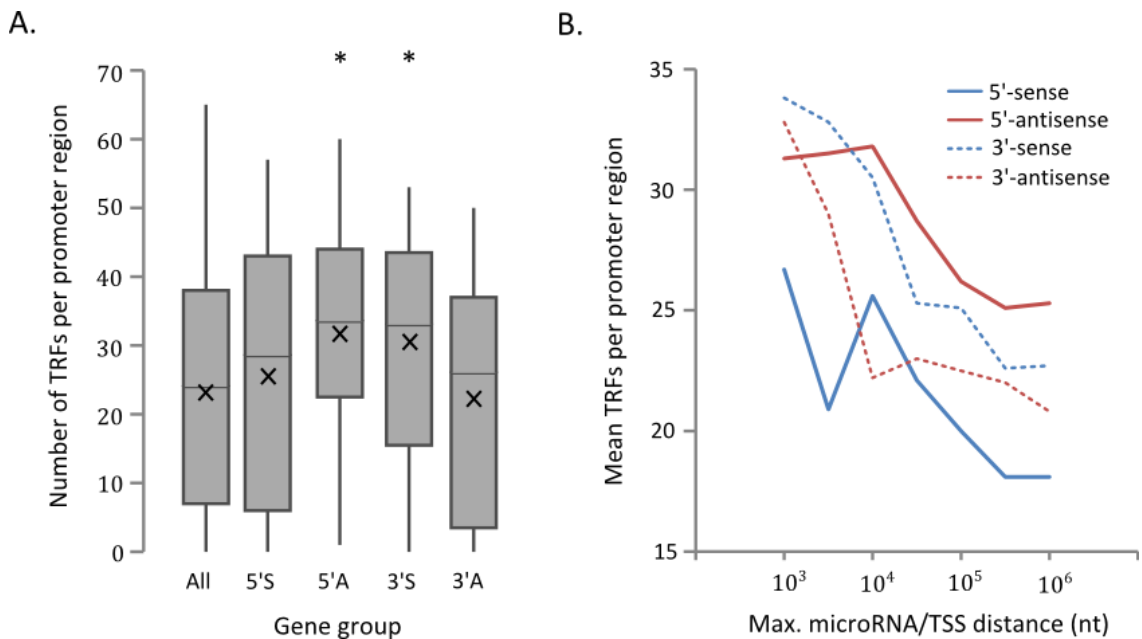 A.
* *
Number of TRFs per promoter region
70
60
50
40
30
20
10
0
All 5'S 5'A 3'S 3'A
Gene group
B.
Mean TRFs per promoter region
35
30
25
20
15
5'-sense
5'-antisense
3'-sense
3'-antisense
10³ 10⁴ 10⁵ 10⁶
Max. microRNA/TSS distance (nt)